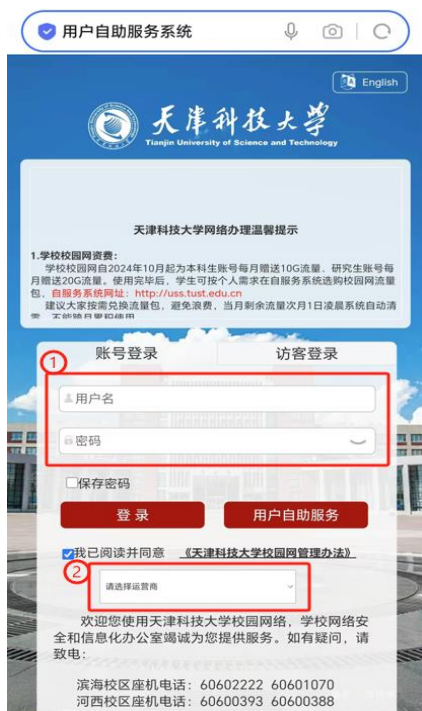 用户自助服务系统
English
天津科技大学
Tianjin University of Science and Technology
天津科技大学网络办理温馨提示
1.学校校园网资费：
学校校园网自2024年10月起为本科生账号每月赠送10G流量，研究生账号每
月赠送20G流量。使用完毕后，学生可按个人需求在自服务系统选购校园网流量
包，自服务系统网址：http://uss.tust.edu.cn
建议大家按需兑换流量包，避免浪费，当月剩余流量次月1日凌晨系统自动清
零，不能跨月累积使用
1
账号登录
访客登录
用户名
密码
保存密码
登 录
用户自助服务
我已阅读并同意 《天津科技大学校园网管理办法》
2
请选择运营商
欢迎您使用天津科技大学校园网络，学校网络安
全和信息化办公室竭诚为您提供服务。如有疑问，请
致电：
滨海校区座机电话：60602222 60601070
河西校区座机电话：60600393 60600388